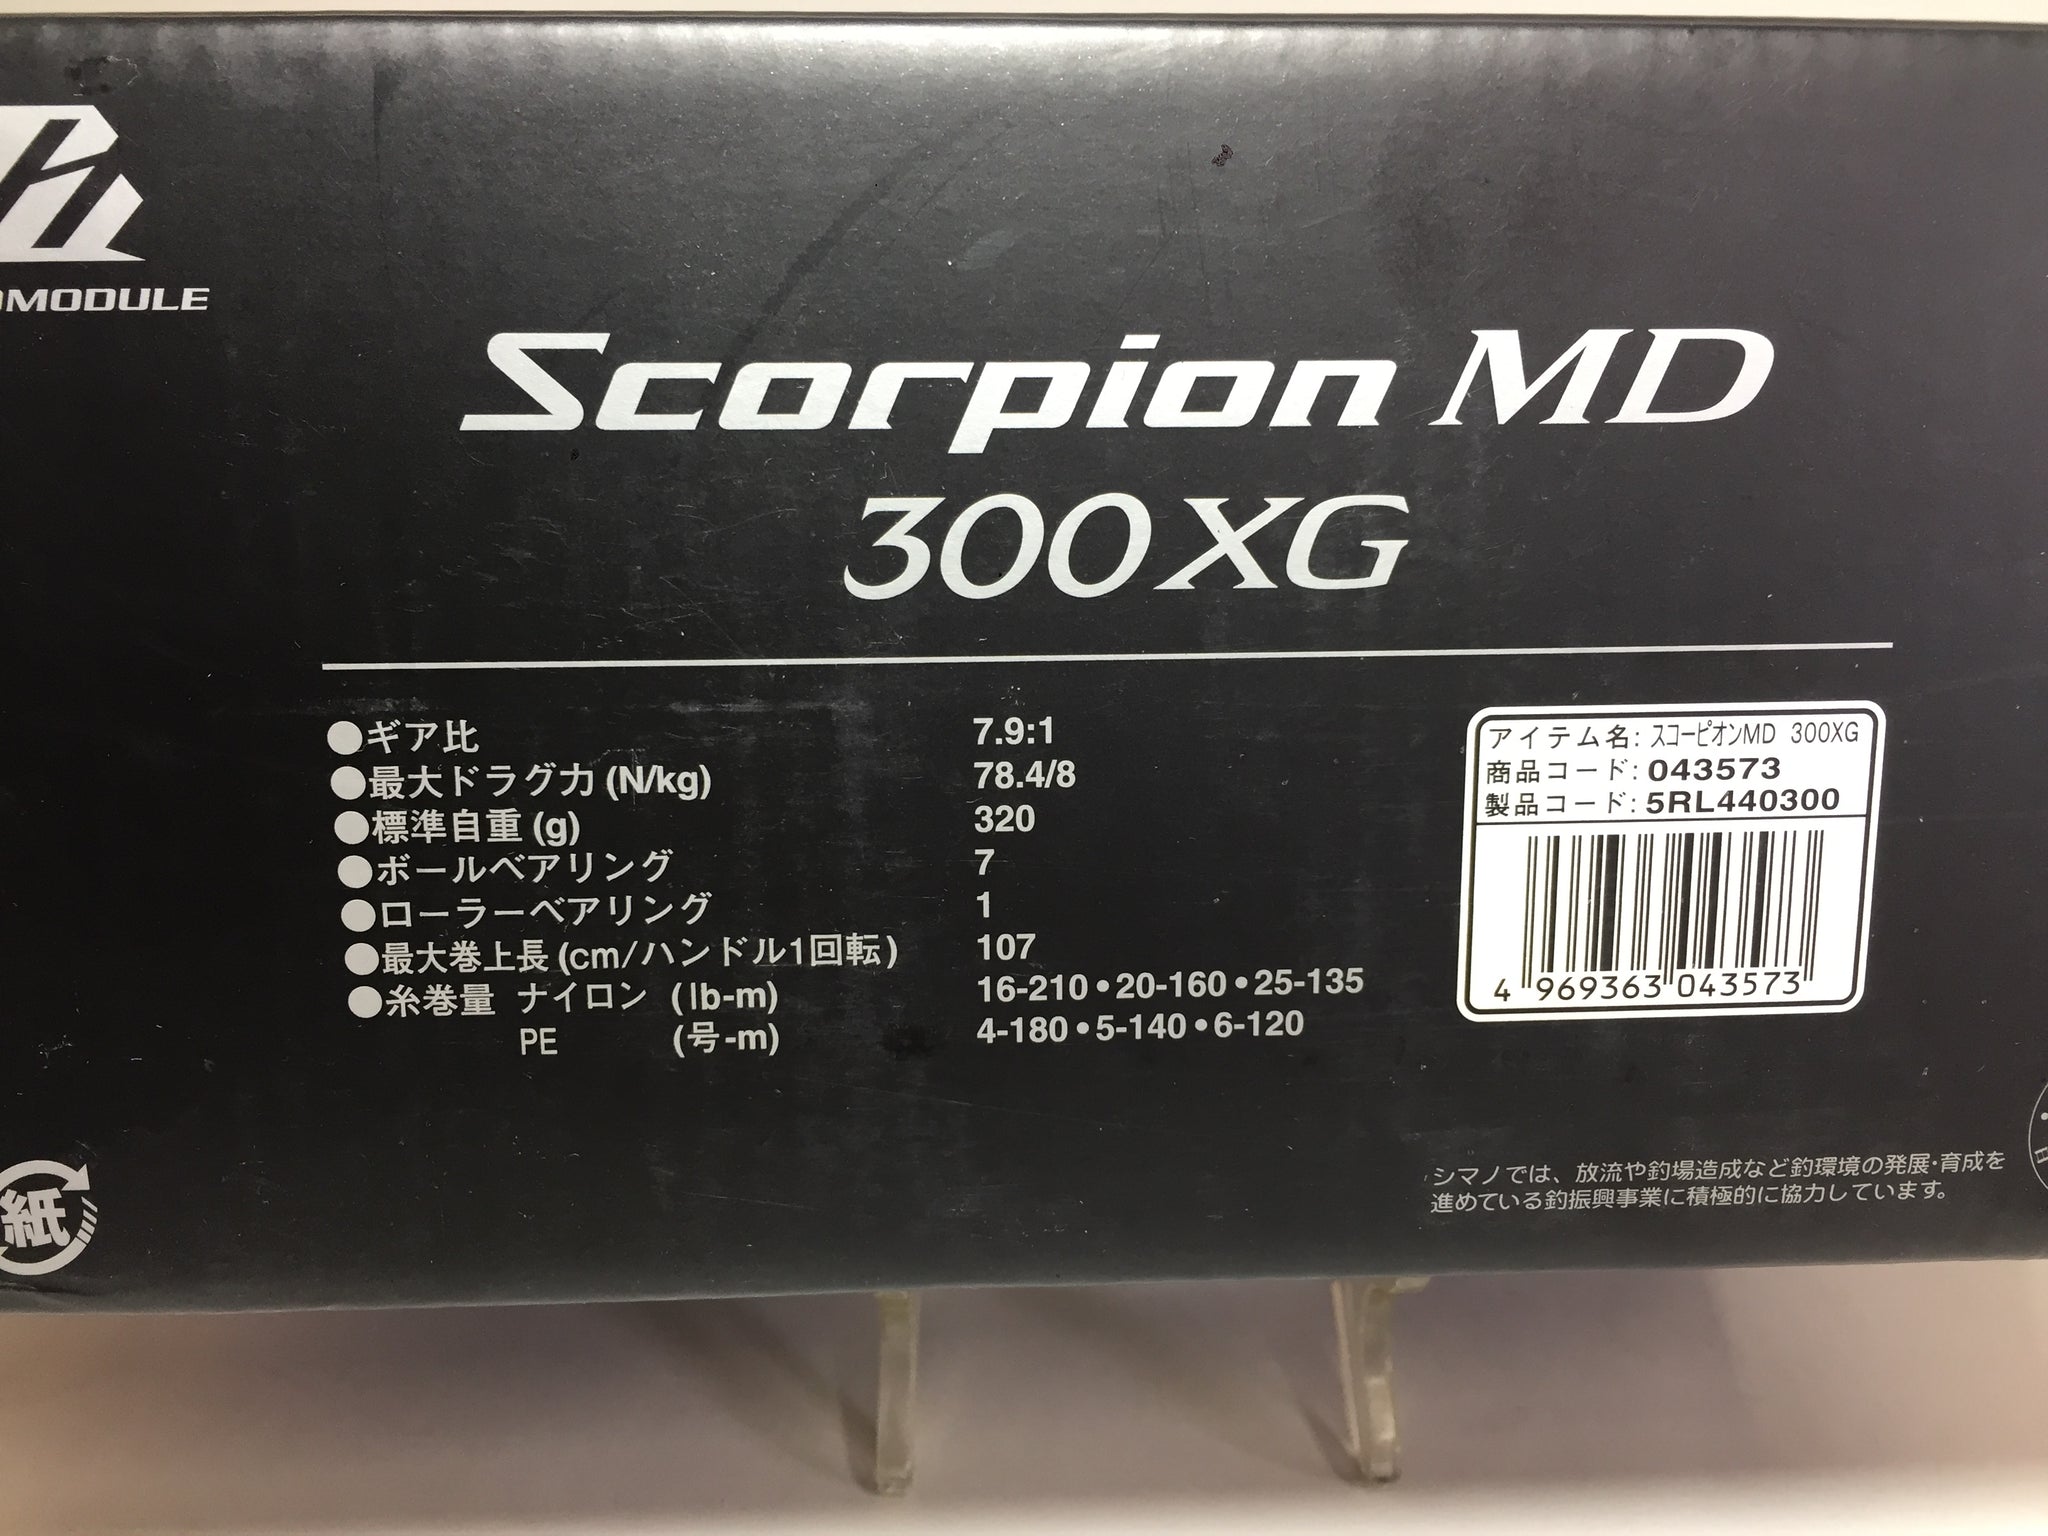 MODULE
Scorpion MD
300XG
●ギア比 7.9:1
●最大ドラグ力(N/kg) 78.4/8
●標準自重(g) 320
●ボールベアリング 7
●ローラーベアリング 1
●最大巻上長(cm/ハンドル1回転) 107
●糸巻量 ナイロン (lb-m) 16-210•20-160•25-135
PE (号-m) 4-180•5-140•6-120
アイテム名: スコーピオンMD 300XG
商品コード: 043573
製品コード: 5RL440300
4 969363 043573
紙
シマノでは、放流や釣場造成など釣環境の発展・育成を
進めている釣振興事業に積極的に協力しています。